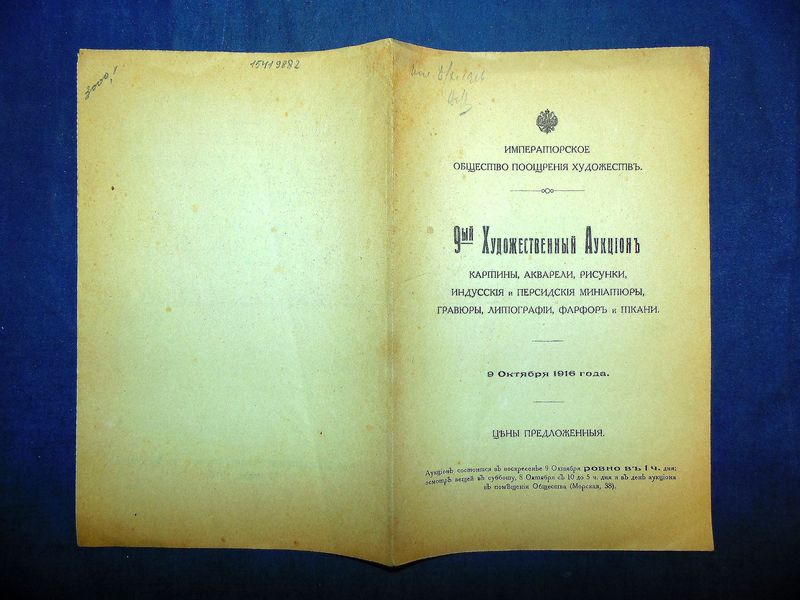 3000,!
15419882
ИМПЕРАТОРСКОЕ
ОБЩЕСТВО ПООЩРЕНІЯ ХУДОЖЕСТВЪ.
9ый Художественный Аукціонъ
КАРТИНЫ, АКВАРЕЛИ, РИСУНКИ,
ИНДУССКІЯ и ПЕРСИДСКІЯ МИНІАТЮРЫ,
ГРАВЮРЫ, ЛИТОГРАФІИ, ФАРФОРЪ и ТКАНИ.
9 Октября 1916 года.
ЦѢНЫ ПРЕДЛОЖЕННЫЯ.
Аукціонъ состоится въ воскресенье 9 Октября ровно въ 1 ч. дня;
осмотръ вещей въ субботу, 8 Октября съ 10 до 5 ч. дня и въ день аукціона
въ помѣщеніи Общества (Морская, 38).